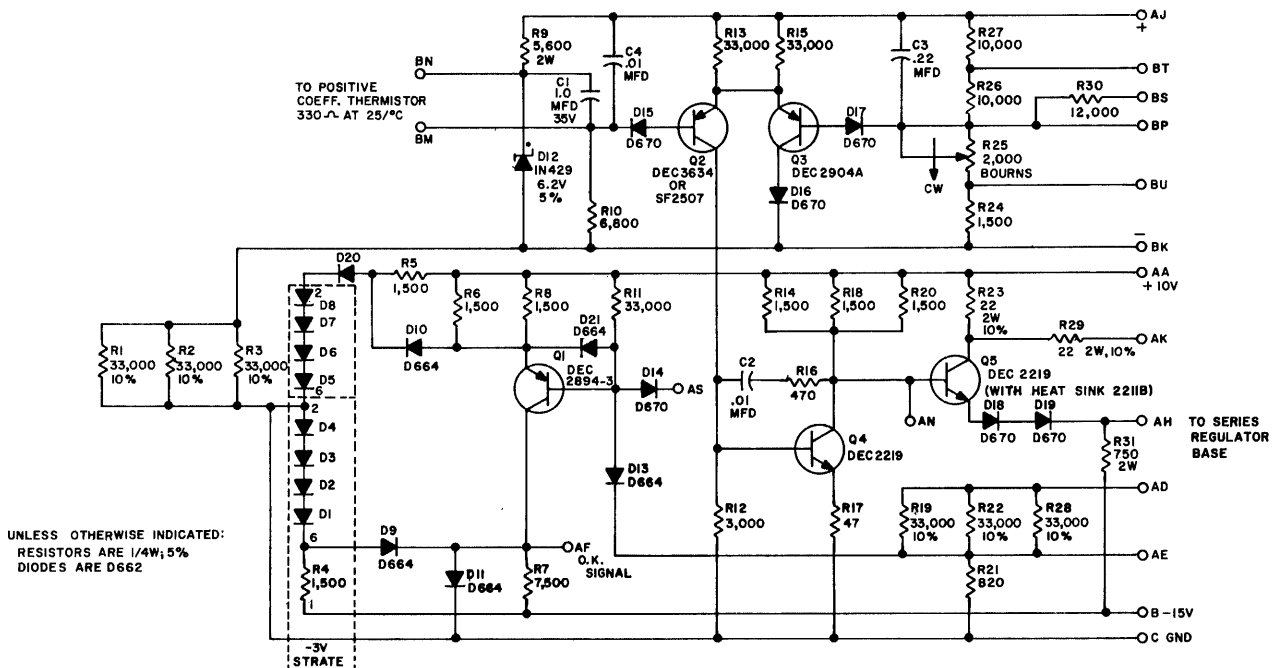 AJ
+
R9
5,600
2W
C4
.01
MFD
R13
33,000
R15
33,000
C3
.22
MFD
R27
10,000
BN
BT
TO POSITIVE
COEFF. THERMISTOR
330 Ω AT 25/°C
C1
1.0
MFD
35V
R26
10,000
R30
12,000
BS
D15
D670
D17
D670
BP
BM
Q2
DEC3634
OR
SF2507
Q3
DEC2904A
R25
2,000
BOURNS
CW
D12
IN429
6.2V
5%
D16
D670
BU
R10
6,800
R24
1,500
–
BK
D20
R5
1,500
AA
+10V
2
D8
D7
D6
D5
6
R6
1,500
R8
1,500
R11
33,000
R14
1,500
R18
1,500
R20
1,500
R23
22
2W
10%
R29
22 2W, 10%
AK
D10
D664
D21
D664
R1
33,000
10%
R2
33,000
10%
R3
33,000
10%
Q1
DEC
2894-3
D14
D670
AS
C2
.01
MFD
R16
470
Q5
DEC 2219
(WITH HEAT SINK 2211B)
2
D4
D3
D2
D1
6
AN
D18
D670
D19
D670
AH
TO SERIES
REGULATOR
BASE
Q4
DEC2219
R31
750
2W
D13
D664
AD
R12
3,000
R17
47
R19
33,000
10%
R22
33,000
10%
R28
33,000
10%
UNLESS OTHERWISE INDICATED:
RESISTORS ARE 1/4W; 5%
DIODES ARE D662
D9
D664
AF
O.K.
SIGNAL
AE
R4
1,500
1
D11
D664
R7
7,500
R21
820
B -15V
C GND
-3V
STRATE